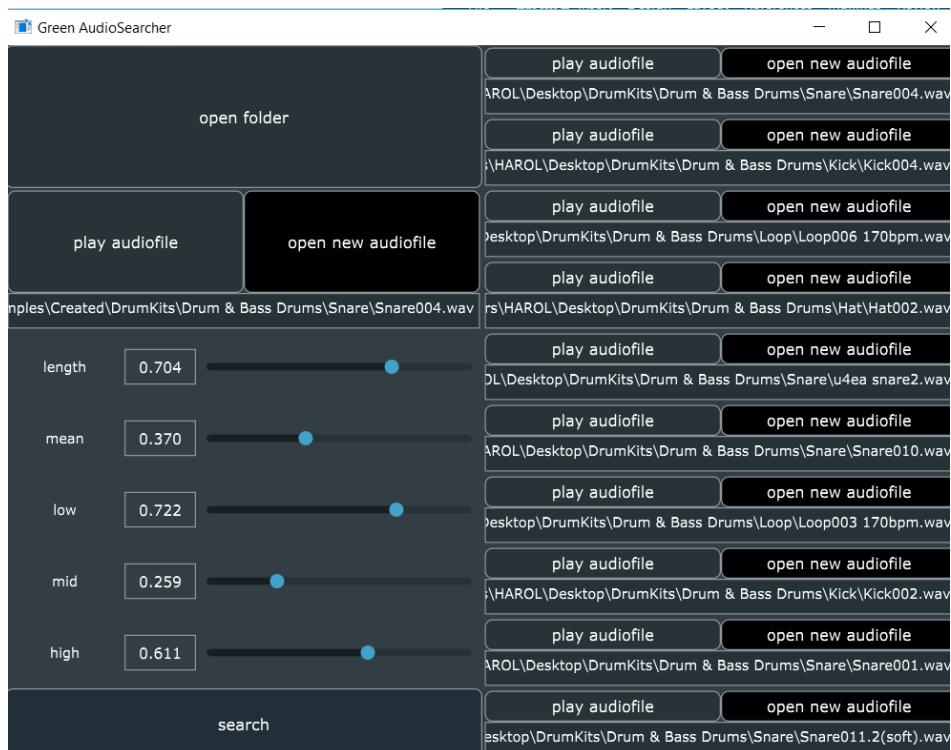 Green AudioSearcher
open folder
play audiofile
open new audiofile
nples\Created\DrumKits\Drum & Bass Drums\Snare\Snare004.wav
length
0.704
mean
0.370
low
0.722
mid
0.259
high
0.611
search
play audiofile
open new audiofile
AROL\Desktop\DrumKits\Drum & Bass Drums\Snare\Snare004.wav
play audiofile
open new audiofile
\HAROL\Desktop\DrumKits\Drum & Bass Drums\Kick\Kick004.wav
play audiofile
open new audiofile
esktop\DrumKits\Drum & Bass Drums\Loop\Loop006 170bpm.wav
play audiofile
open new audiofile
rs\HAROL\Desktop\DrumKits\Drum & Bass Drums\Hat\Hat002.wav
play audiofile
open new audiofile
OL\Desktop\DrumKits\Drum & Bass Drums\Snare\u4ea snare2.wav
play audiofile
open new audiofile
AROL\Desktop\DrumKits\Drum & Bass Drums\Snare\Snare010.wav
play audiofile
open new audiofile
esktop\DrumKits\Drum & Bass Drums\Loop\Loop003 170bpm.wav
play audiofile
open new audiofile
\HAROL\Desktop\DrumKits\Drum & Bass Drums\Kick\Kick002.wav
play audiofile
open new audiofile
AROL\Desktop\DrumKits\Drum & Bass Drums\Snare\Snare001.wav
play audiofile
open new audiofile
esktop\DrumKits\Drum & Bass Drums\Snare\Snare011.2(soft).wav